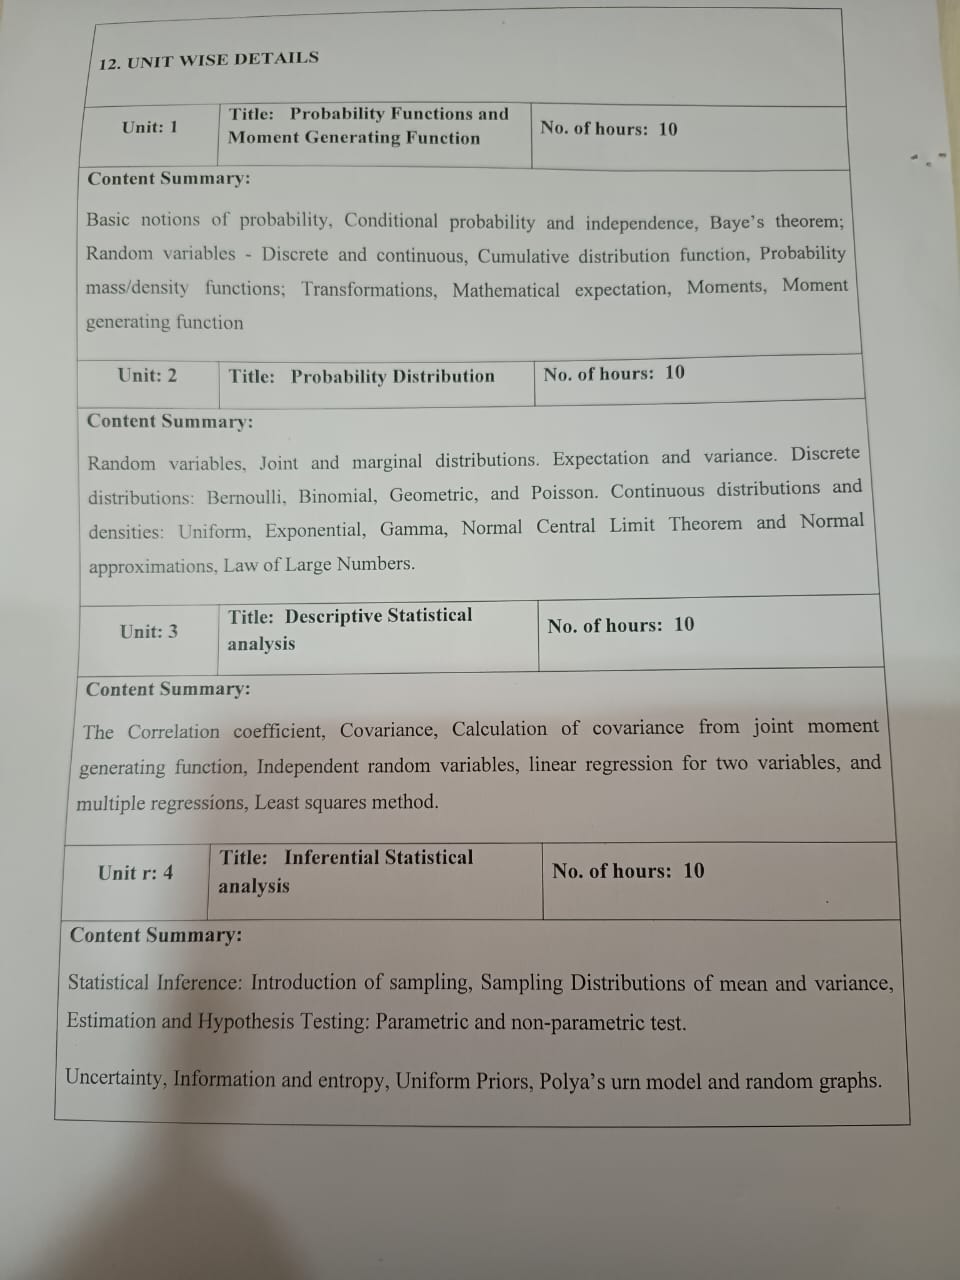 12. UNIT WISE DETAILS
Unit: 1
Title: Probability Functions and
Moment Generating Function
No. of hours: 10
Content Summary:
Basic notions of probability, Conditional probability and independence, Baye's theorem;
Random variables - Discrete and continuous, Cumulative distribution function, Probability
mass/density functions; Transformations, Mathematical expectation, Moments, Moment
generating function
Unit: 2
Title: Probability Distribution
No. of hours: 10
Content Summary:
Random variables, Joint and marginal distributions. Expectation and variance. Discrete
distributions: Bernoulli, Binomial, Geometric, and Poisson. Continuous distributions and
densities: Uniform, Exponential, Gamma, Normal Central Limit Theorem and Normal
approximations, Law of Large Numbers.
Unit: 3
Title: Descriptive Statistical
analysis
No. of hours: 10
Content Summary:
The Correlation coefficient, Covariance, Calculation of covariance from joint moment
generating function, Independent random variables, linear regression for two variables, and
multiple regressions, Least squares method.
Unit r: 4
Title: Inferential Statistical
analysis
No. of hours: 10
Content Summary:
Statistical Inference: Introduction of sampling, Sampling Distributions of mean and variance,
Estimation and Hypothesis Testing: Parametric and non-parametric test.
Uncertainty, Information and entropy, Uniform Priors, Polya's urn model and random graphs.